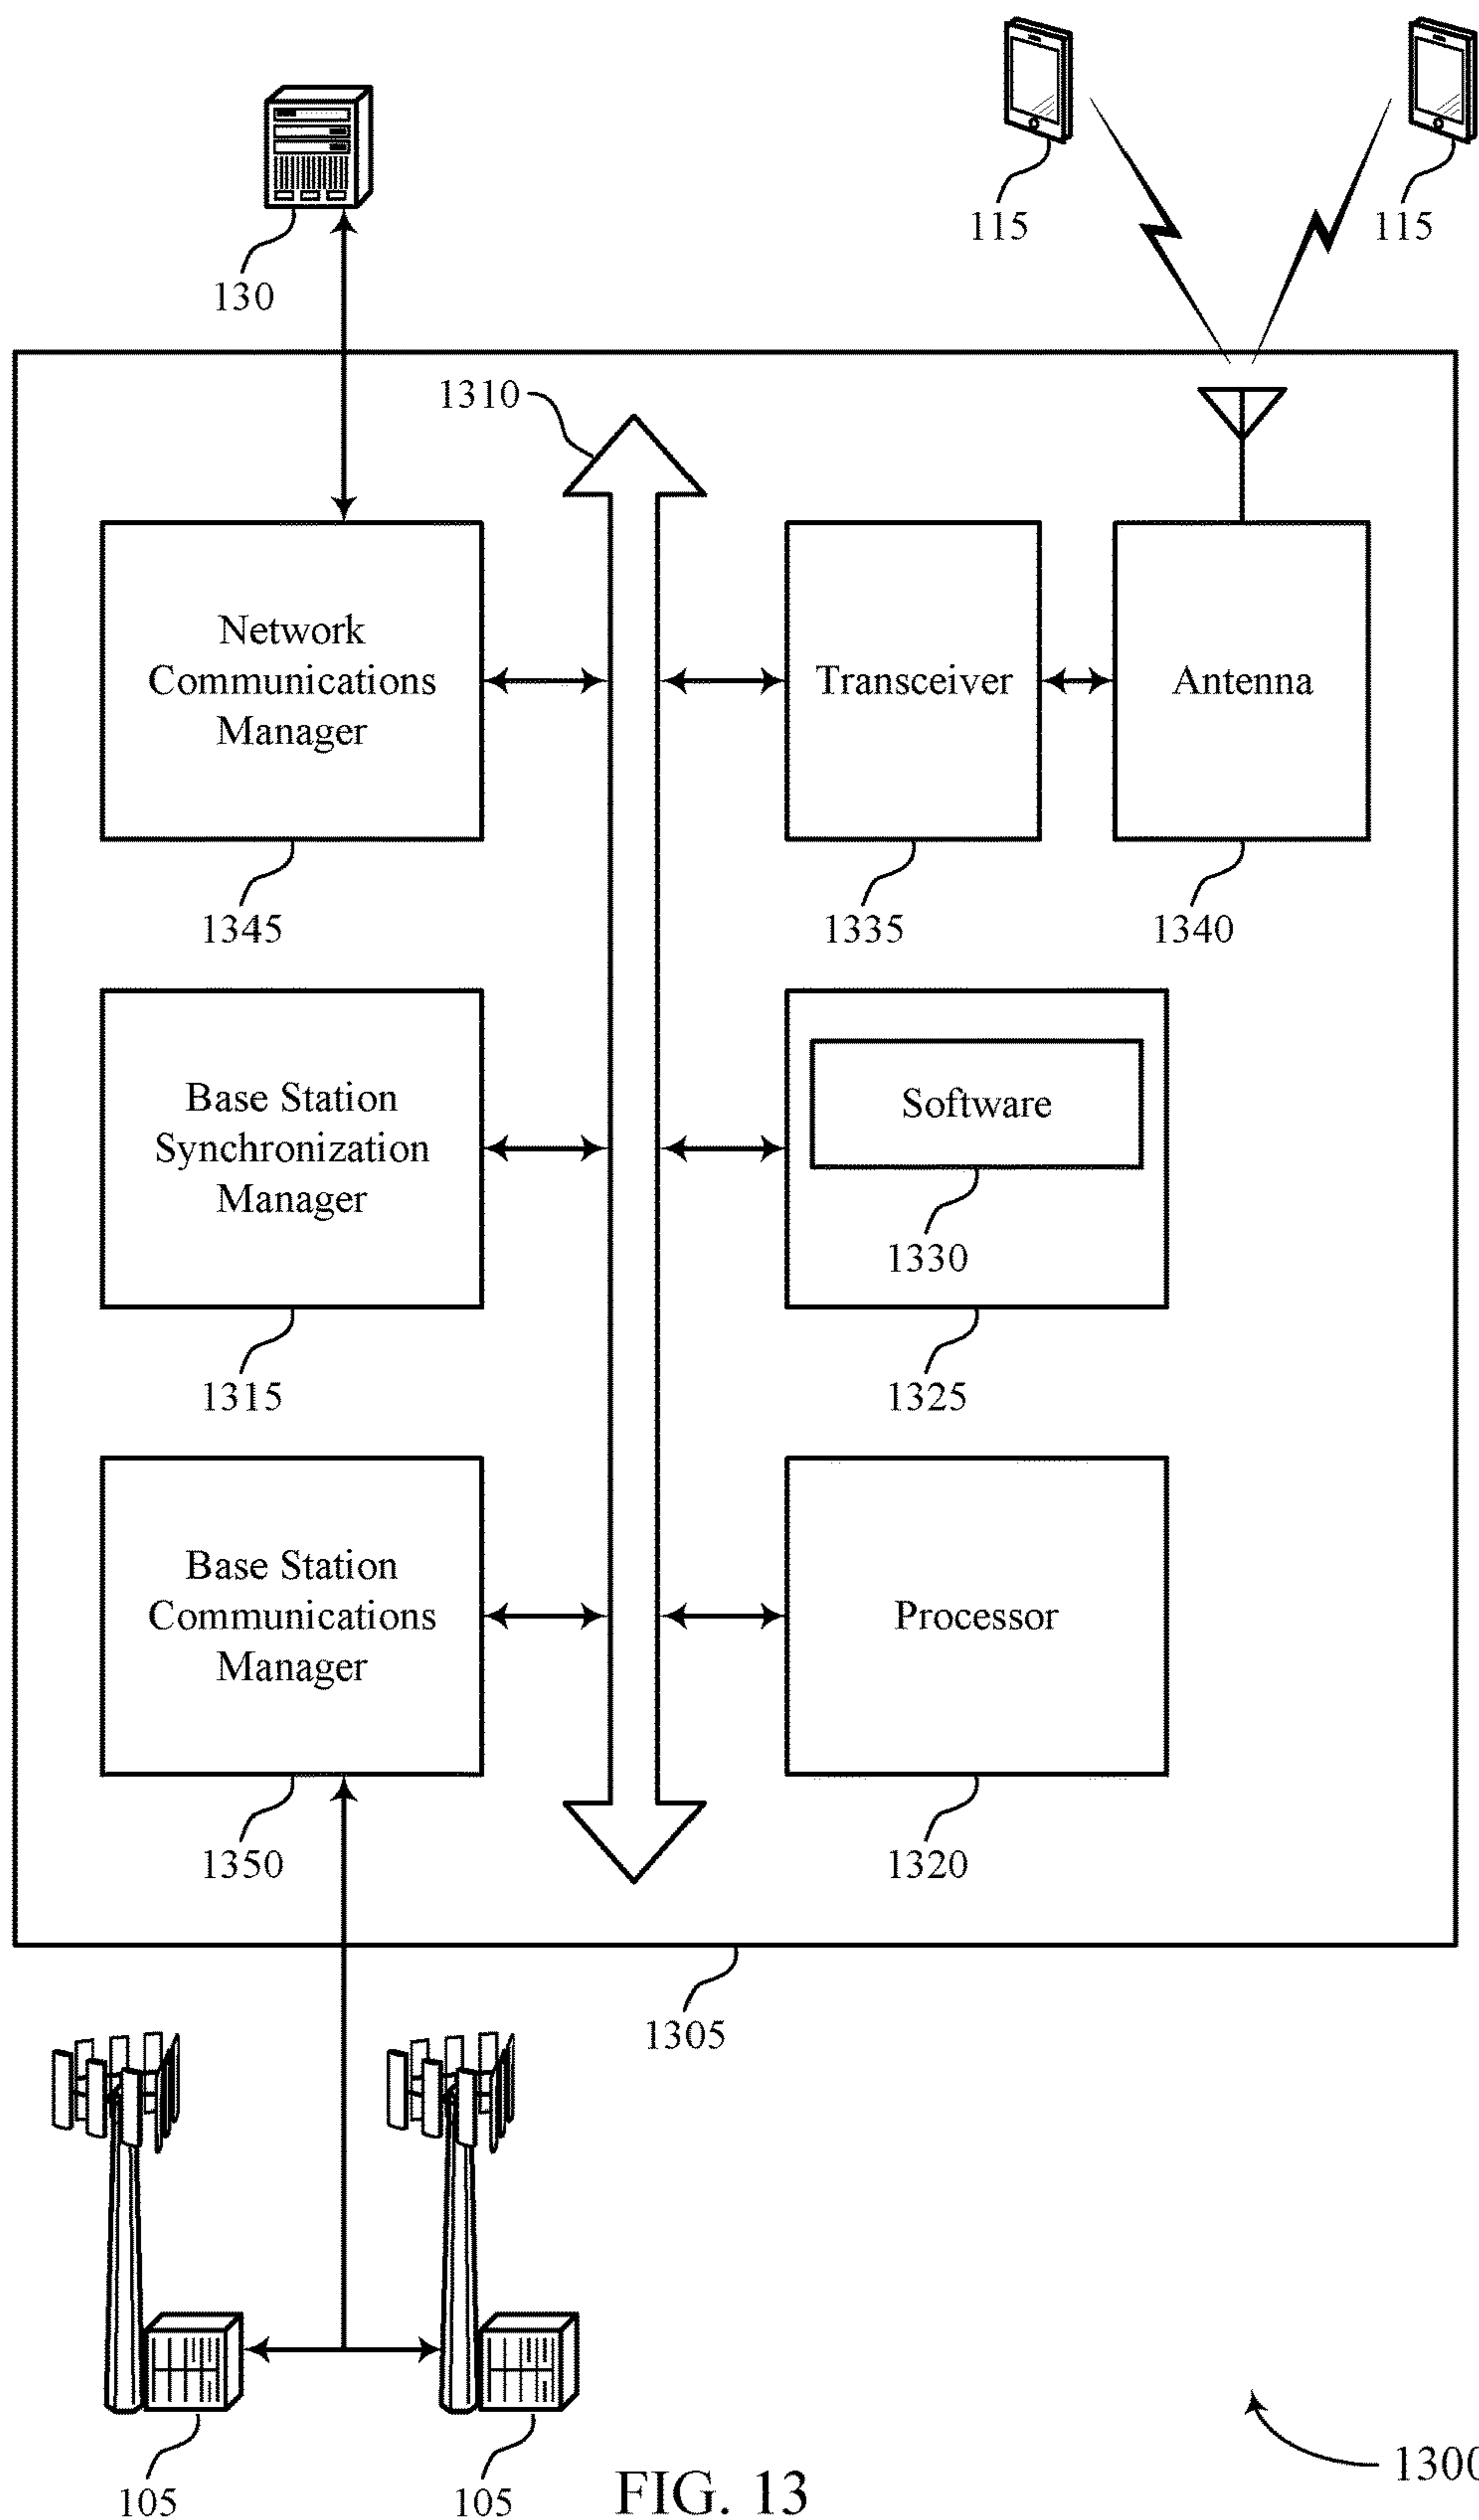 130
115
115
1310
Network
Communications
Manager
Transceiver
Antenna
1345
1335
1340
Base Station
Synchronization
Manager
Software
1330
1315
1325
Base Station
Communications
Manager
Processor
1350
1320
1305
105
105
FIG. 13
1300